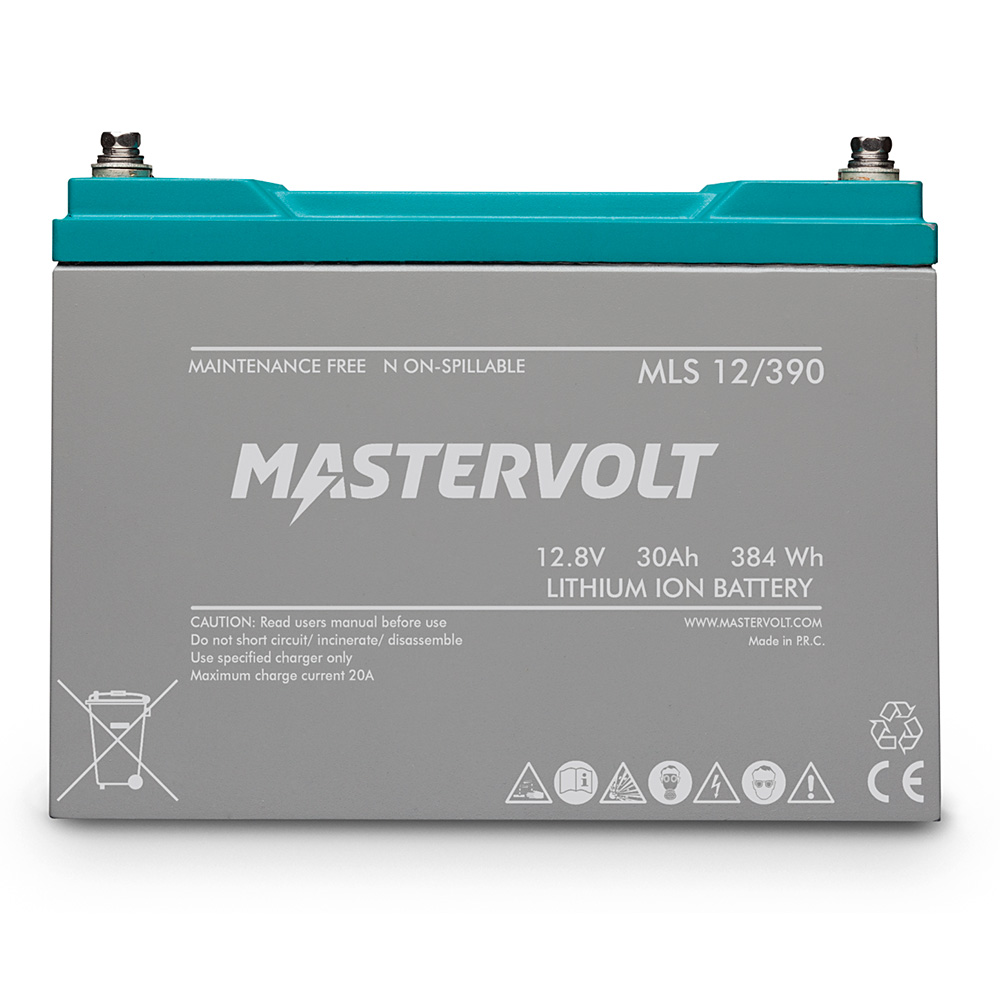 MAINTENANCE FREE N ON-SPILLABLE
MLS 12/390
MASTERVOLT
12.8V 30Ah 384 Wh
LITHIUM ION BATTERY
CAUTION: Read users manual before use
Do not short circuit/ incinerate/ disassemble
Use specified charger only
Maximum charge current 20A
WWW.MASTERVOLT.COM
Made in P.R.C.
i
CE